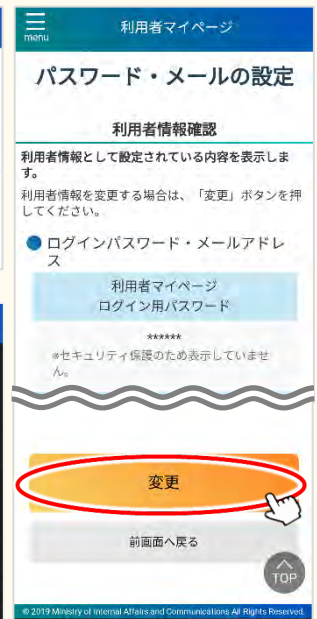 menu
利用者マイページ
パスワード・メールの設定
利用者情報確認
利用者情報として設定されている内容を表示しま
す。
利用者情報を変更する場合は、「変更」ボタンを押
してください。
ログインパスワード・メールアドレ
ス
利用者マイページ
ログイン用パスワード
******
※セキュリティ保護のため表示していませ
ん。
変更
前画面へ戻る
TOP
© 2019 Ministry of Internal Affairs and Communications All Rights Reserved.